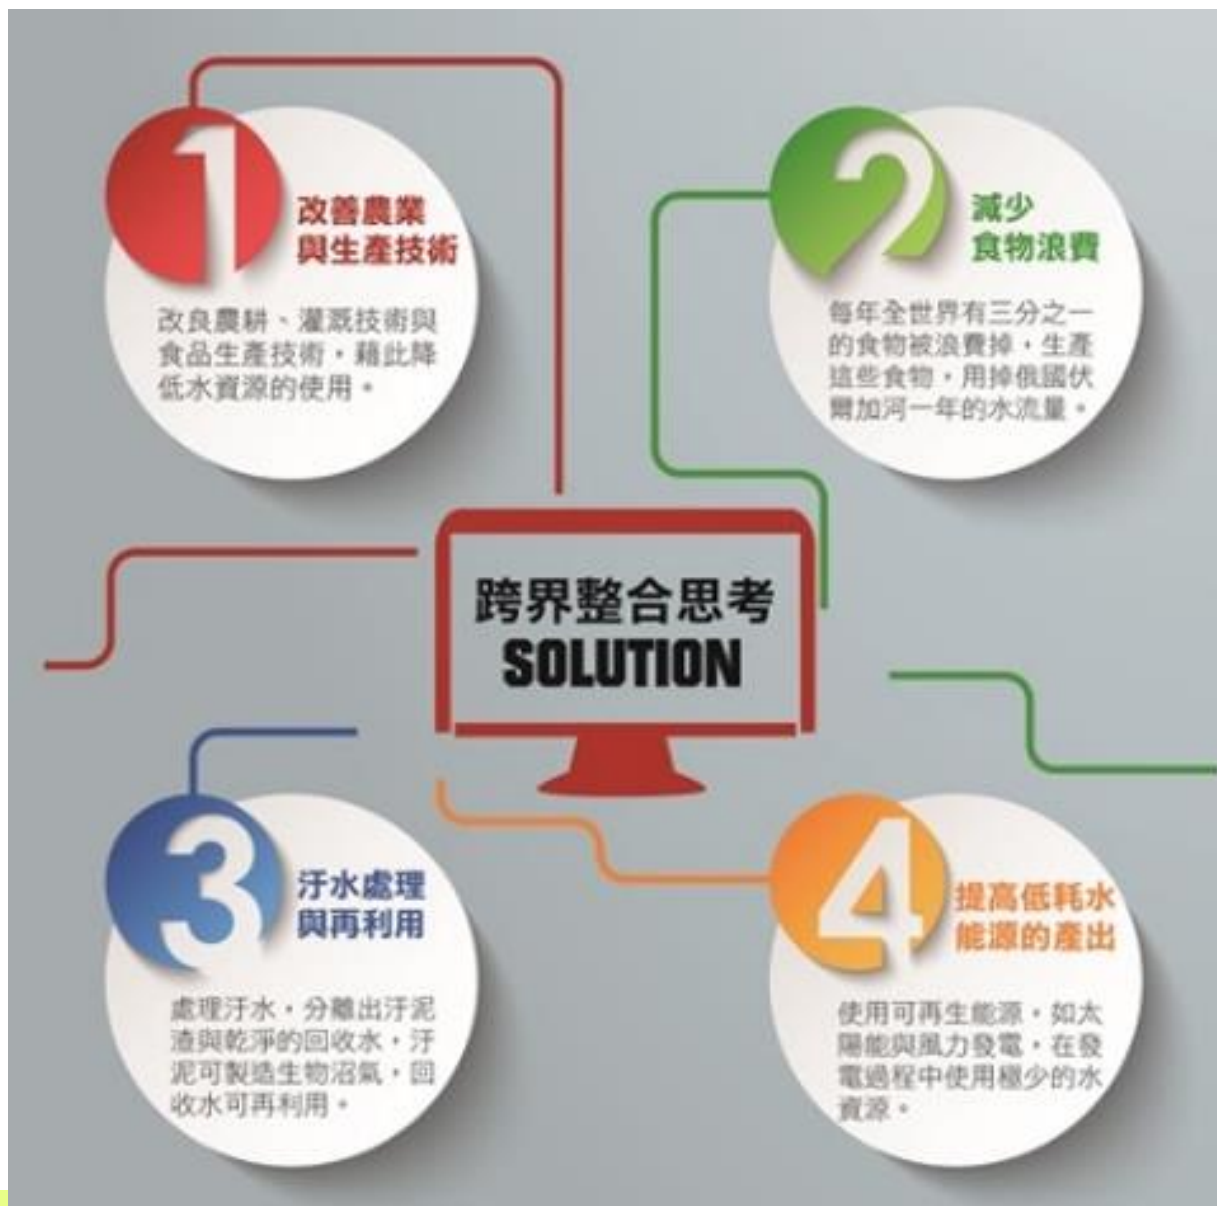 1
改善農業
與生產技術
改良農耕、灌溉技術與
食品生產技術，藉此降
低水資源的使用。
2
減少
食物浪費
每年全世界有三分之一
的食物被浪費掉，生產
這些食物，用掉俄國伏
爾加河一年的水流量。
跨界整合思考
SOLUTION
3
汙水處理
與再利用
處理汙水，分離出汙泥
渣與乾淨的回收水，汙
泥可製造生物沼氣，回
收水可再利用。
4
提高低耗水
能源的產出
使用可再生能源，如太
陽能與風力發電，在發
電過程中使用極少的水
資源。